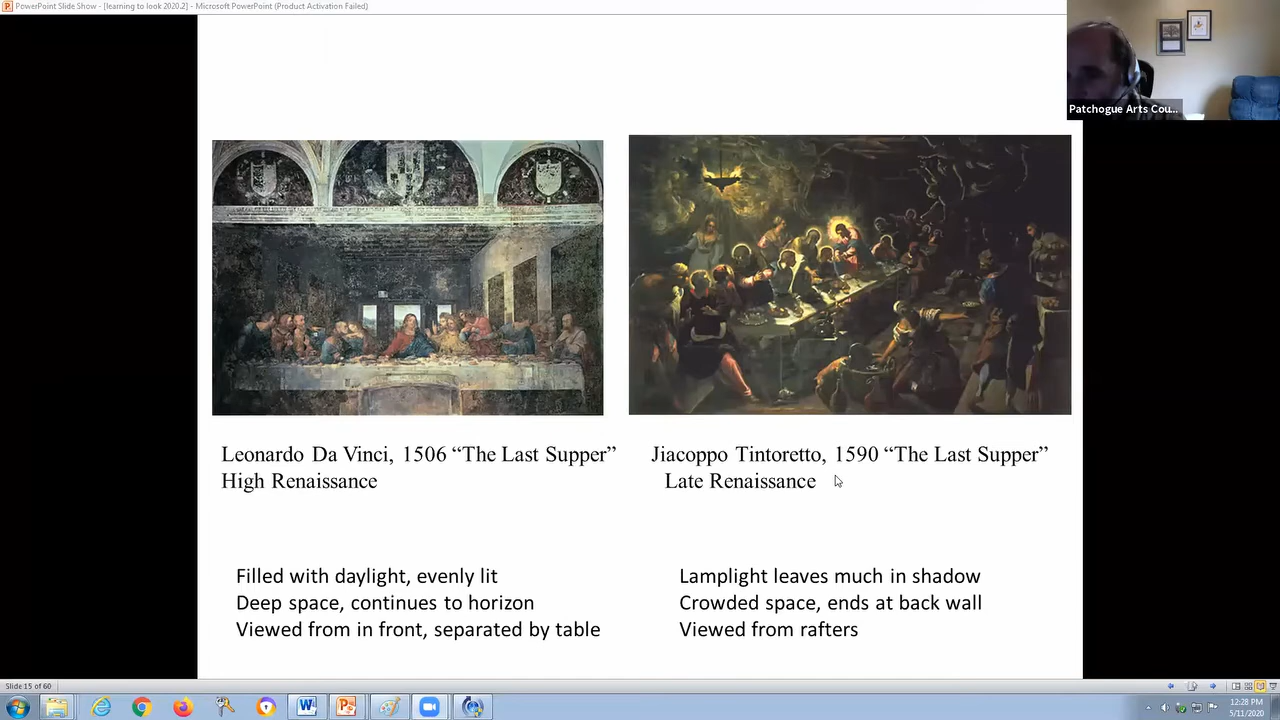 PowerPoint Slide Show - [learning to look 2020.2] - Microsoft PowerPoint (Product Activation Failed)
Patchogue Arts Cou...
Leonardo Da Vinci, 1506 “The Last Supper”
High Renaissance
Jiacoppo Tintoretto, 1590 “The Last Supper”
Late Renaissance
Filled with daylight, evenly lit
Deep space, continues to horizon
Viewed from in front, separated by table
Lamplight leaves much in shadow
Crowded space, ends at back wall
Viewed from rafters
Slide 15 of 60
12:28 PM
5/11/2020